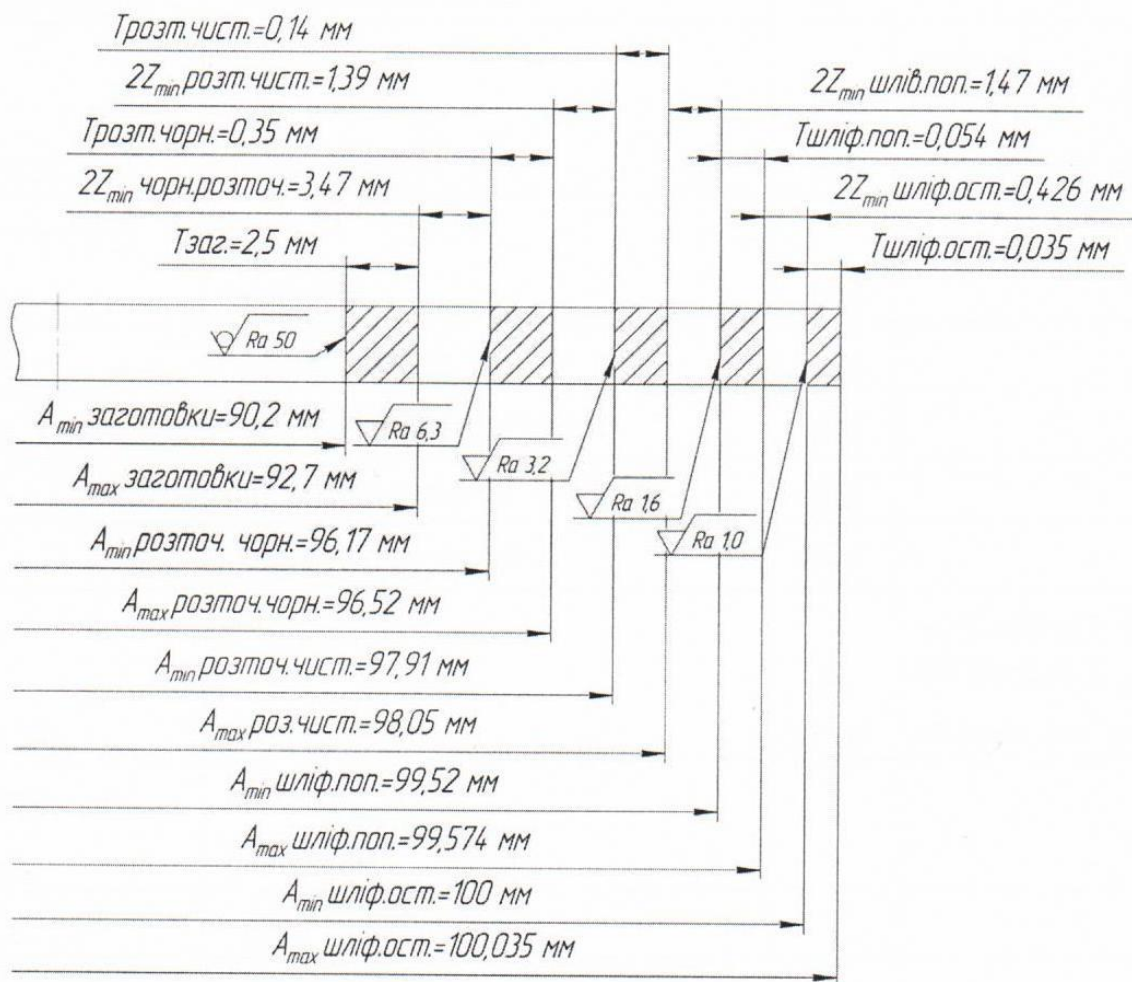 Tрозт.чист.=0,14 мм
2Zmin розт.чист.=1,39 мм
2Zmin шлів.поп.=1,47 мм
Tрозт.чорн.=0,35 мм
Tшліф.поп.=0,054 мм
2Zmin чорн.розточ.=3,47 мм
2Zmin шліф.ост.=0,426 мм
Tзаг.=2,5 мм
Tшліф.ост.=0,035 мм
Ra 50
Amin заготовки=90,2 мм
Ra 6,3
Ra 3,2
Amax заготовки=92,7 мм
Ra 1,6
Ra 1,0
Amin розточ. чорн.=96,17 мм
Amax розточ.чорн.=96,52 мм
Amin розточ.чист.=97,91 мм
Amax роз.чист.=98,05 мм
Amin шліф.поп.=99,52 мм
Amax шліф.поп.=99,574 мм
Amin шліф.ост.=100 мм
Amax шліф.ост.=100,035 мм